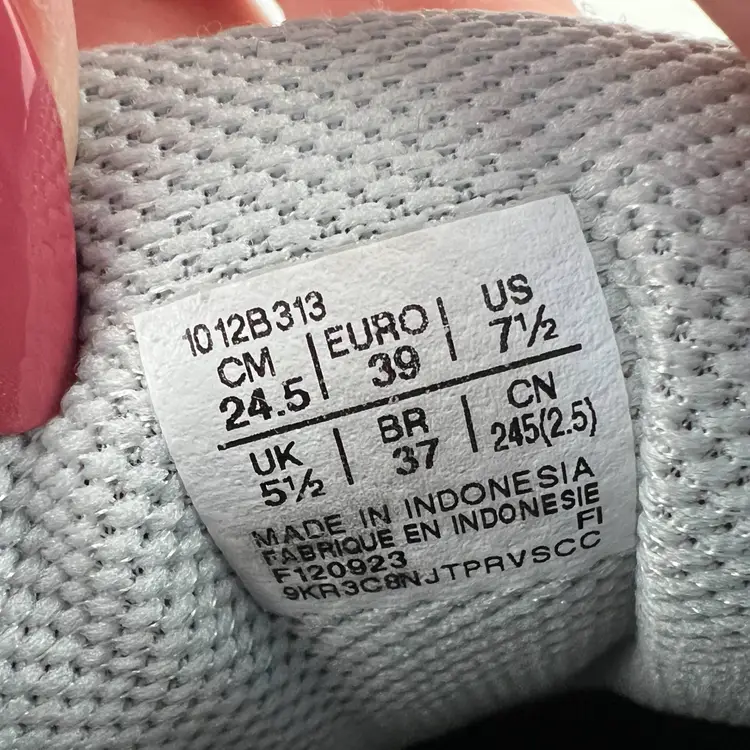 1012B313
CM | EURO | US
24.5 | 39 | 7½
UK | BR | CN
5½ | 37 | 245(2.5)
MADE IN INDONESIA
FABRIQUE EN INDONESIE
FI
F120923
9KR3C8NJTPRVSCC